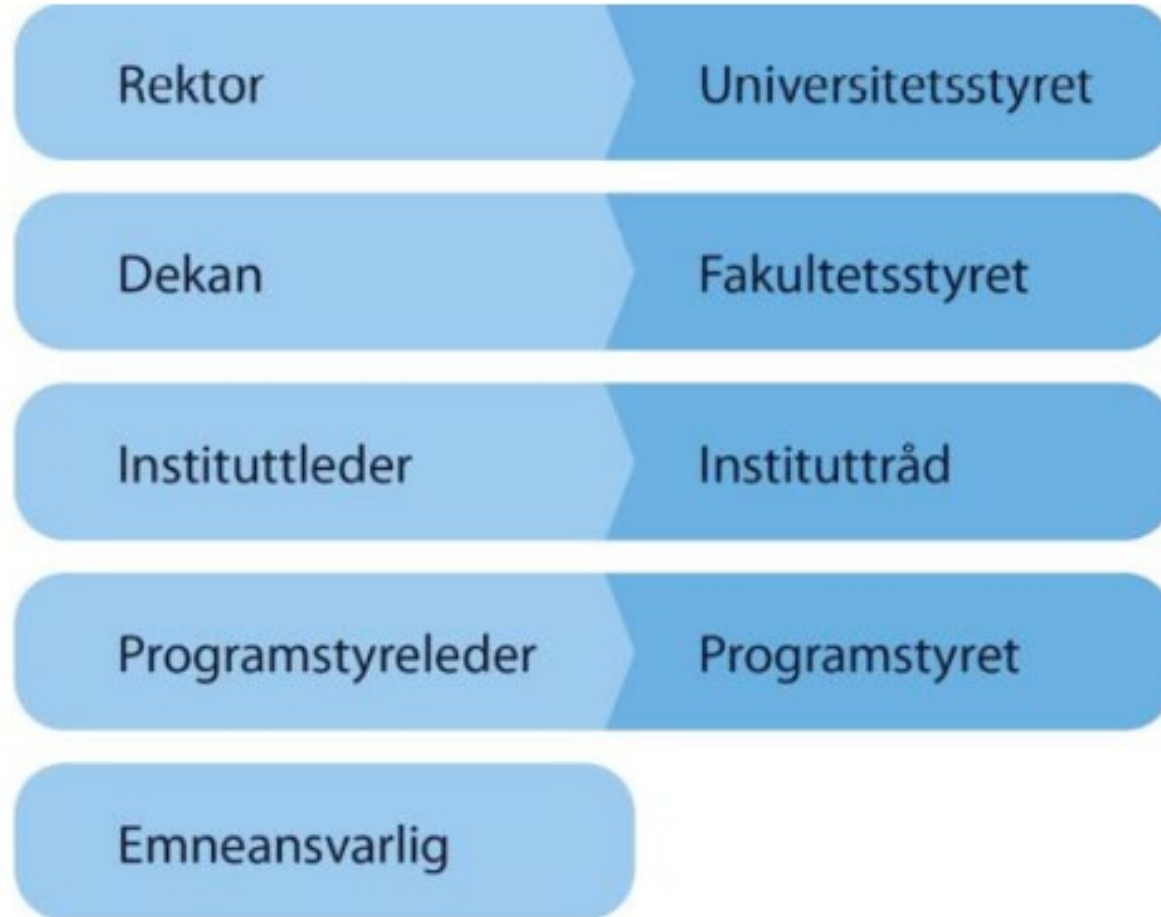 Rektor Universitetsstyret
Dekan Fakultetsstyret
Instituttleder Instituttråd
Programstyreleder Programstyret
Emneansvarlig